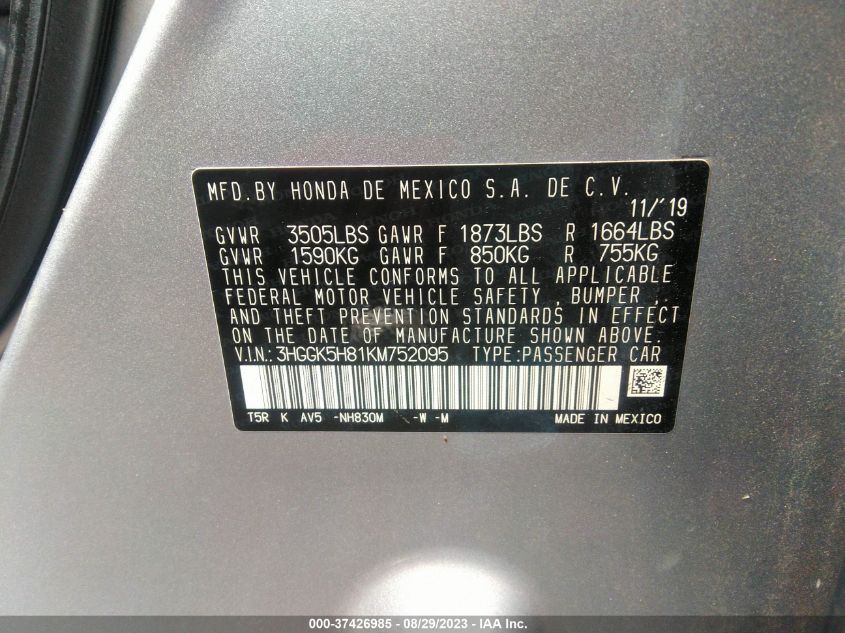 MFD.BY HONDA DE MEXICO S.A. DE C.V.
11/'19
GVWR 3505LBS GAWR F 1873LBS R 1664LBS
GVWR 1590KG GAWR F 850KG R 755KG
THIS VEHICLE CONFORMS TO ALL APPLICABLE
FEDERAL MOTOR VEHICLE SAFETY, BUMPER,
AND THEFT PREVENTION STANDARDS IN EFFECT
ON THE DATE OF MANUFACTURE SHOWN ABOVE.
V.I.N.:3HGGK5H81KM752095 TYPE:PASSENGER CAR
T5R K AV5 -NH830M -W -M MADE IN MEXICO
000-37426985 - 08/29/2023 - IAA Inc.